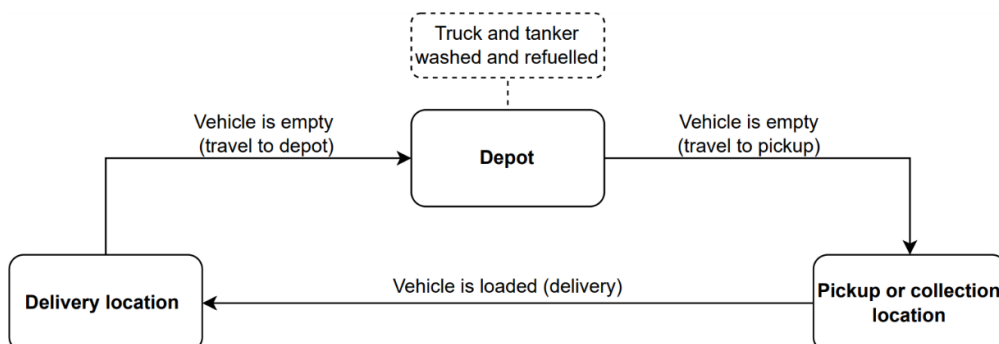 Truck and tanker
washed and refuelled
Vehicle is empty
(travel to depot)
Depot
Vehicle is empty
(travel to pickup)
Delivery location
Vehicle is loaded (delivery)
Pickup or collection
location